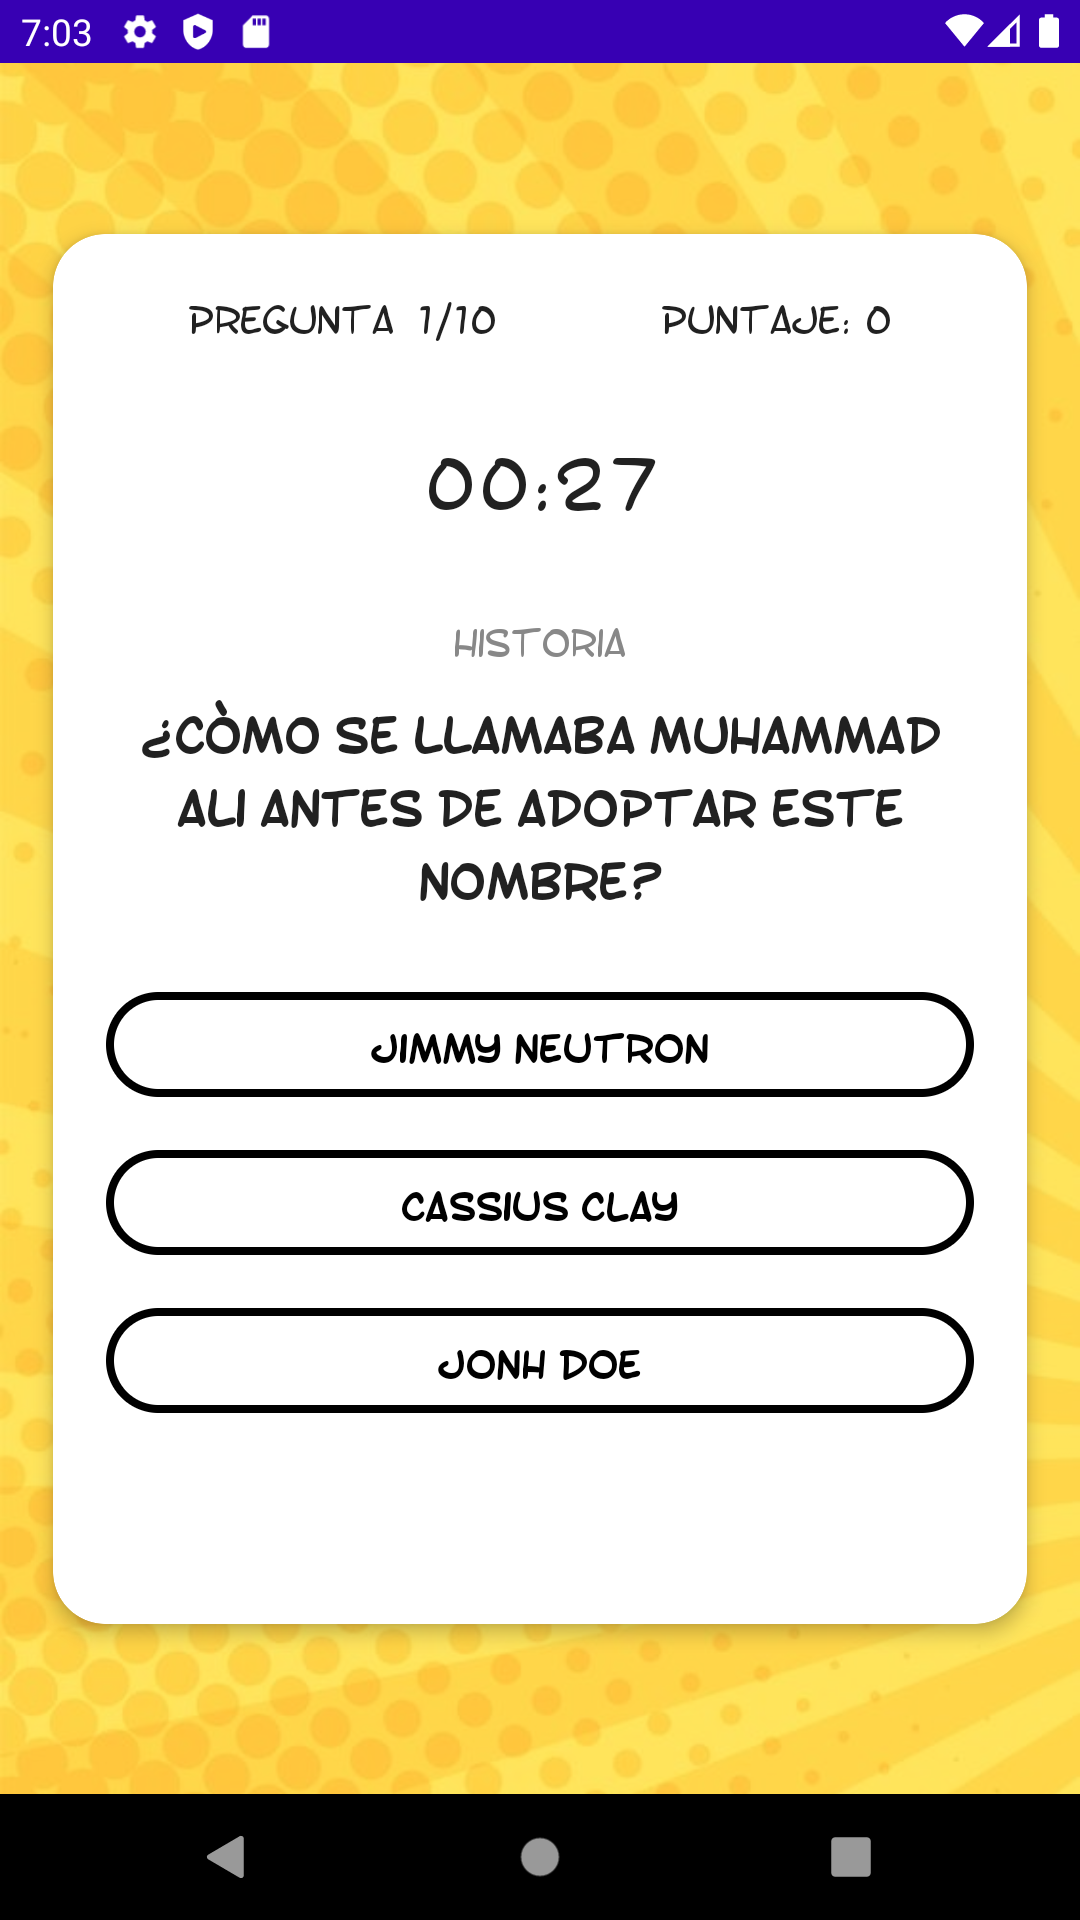 7:03
PREGUNTA 1/10
PUNTAJE: 0
00:27
HISTORIA
¿CÒMO SE LLAMABA MUHAMMAD
ALI ANTES DE ADOPTAR ESTE
NOMBRE?
JIMMY NEUTRON
CASSIUS CLAY
JONH DOE